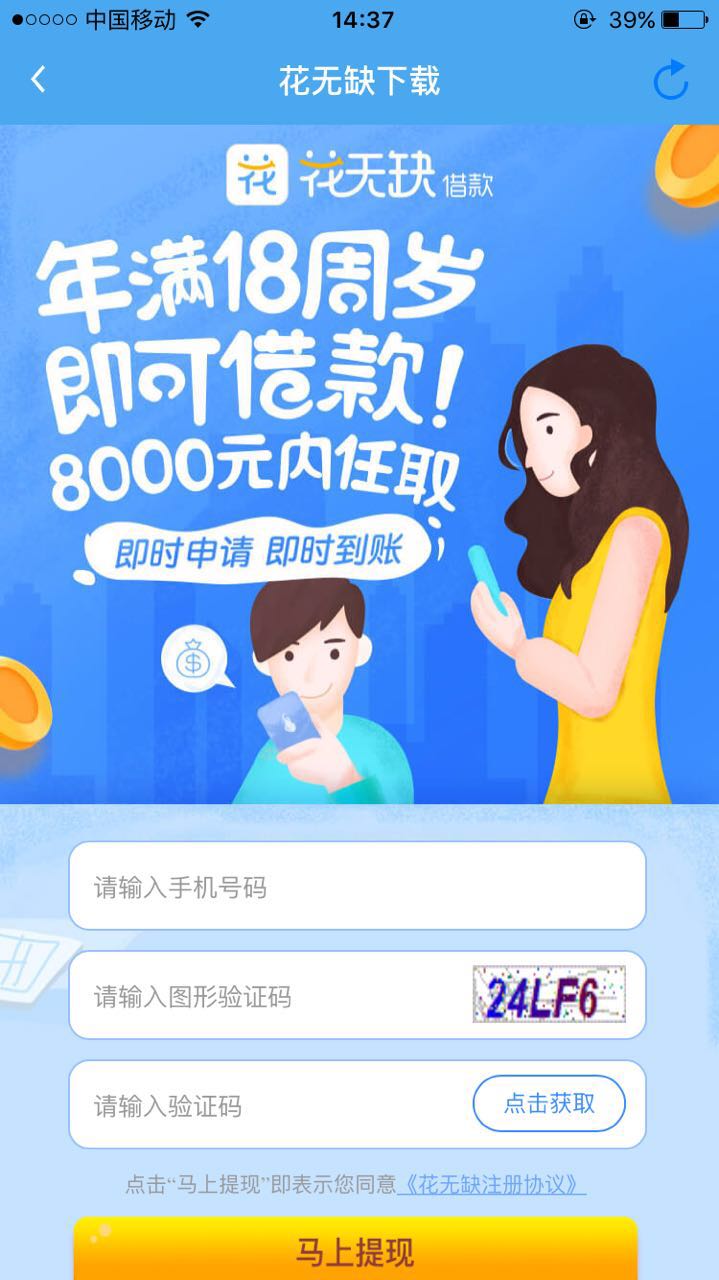 中国移动 14:37 39%
花无缺下载
花 花无缺借款
年满18周岁
即可借款!
8000元内任取
即时申请 即时到账
$
请输入手机号码
请输入图形验证码 24LF6
请输入验证码 点击获取
点击“马上提现”即表示您同意《花无缺注册协议》
马上提现